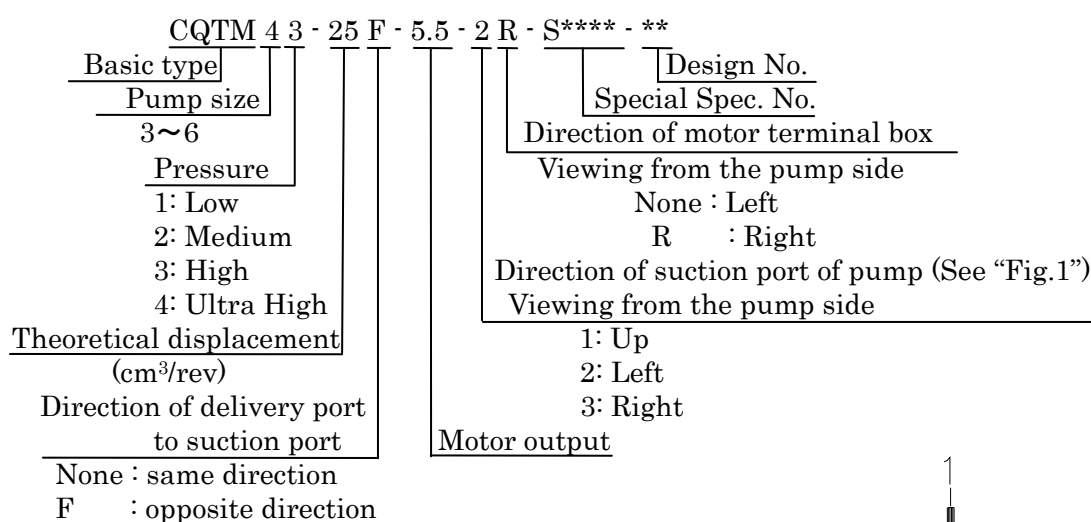 CQTM 4 3 - 25 F - 5.5 - 2 R - S**** - **
Basic type
Design No.
Pump size
Special Spec. No.
3～6
Direction of motor terminal box
Pressure
Viewing from the pump side
1: Low
None : Left
2: Medium
R : Right
3: High
Direction of suction port of pump (See “Fig.1”)
4: Ultra High
Viewing from the pump side
Theoretical displacement
1: Up
(cm³/rev)
2: Left
Direction of delivery port
3: Right
to suction port
Motor output
None : same direction
F : opposite direction
1